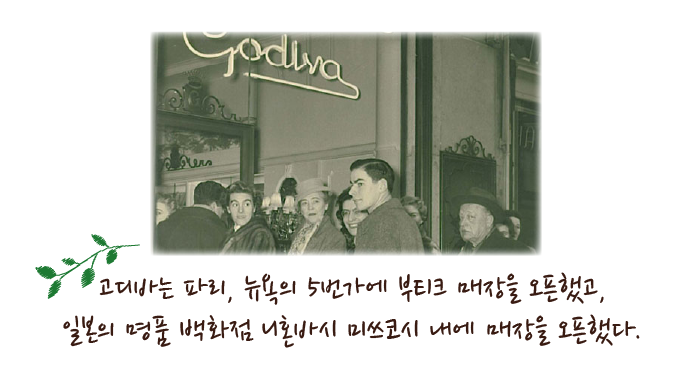 Godiva
고디바는 파리, 뉴욕의 5번가에 부티크 매장을 오픈했고,
일본의 명품 백화점 니혼바시 미쓰코시 내에 매장을 오픈했다.